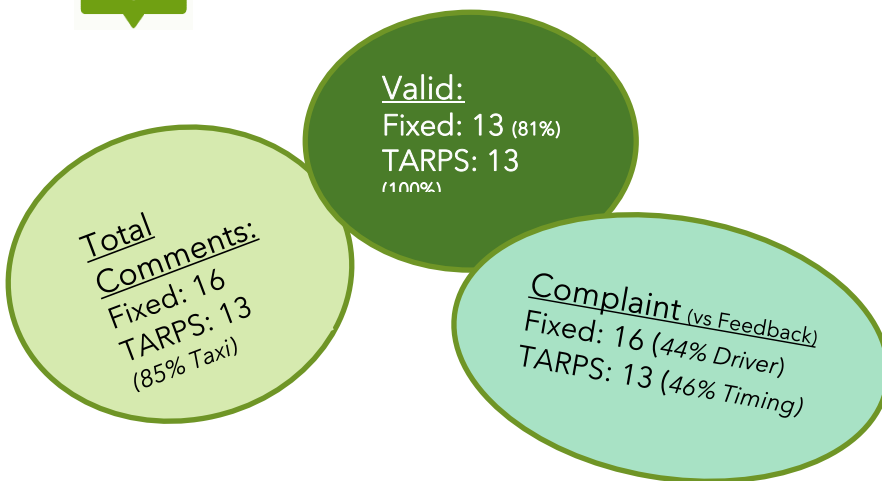 Valid:
Fixed: 13 (81%)
TARPS: 13
(100%)
Total
Comments:
Fixed: 16
TARPS: 13
(85% Taxi)
Complaint (vs Feedback)
Fixed: 16 (44% Driver)
TARPS: 13 (46% Timing)